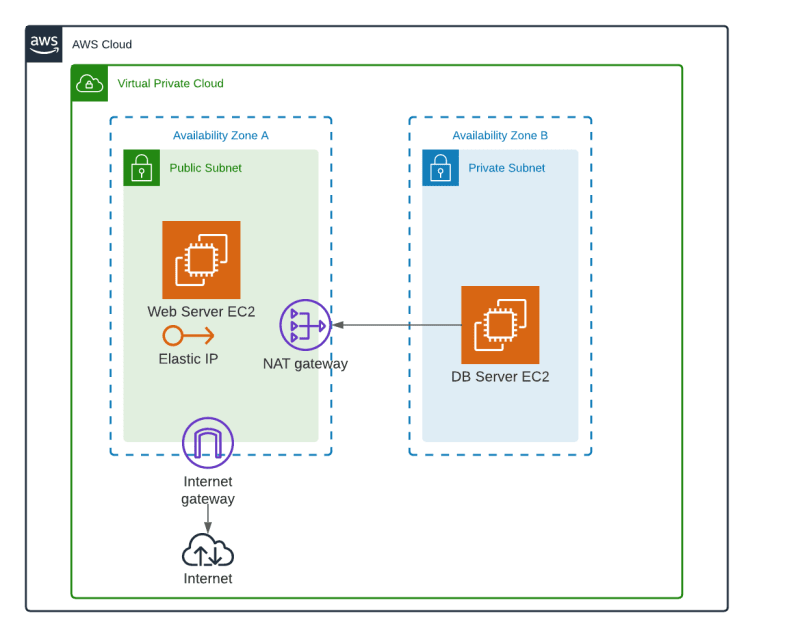 aws
AWS Cloud
Virtual Private Cloud
Availability Zone A
Public Subnet
Web Server EC2
Elastic IP
NAT gateway
Internet
gateway
Internet
Availability Zone B
Private Subnet
DB Server EC2